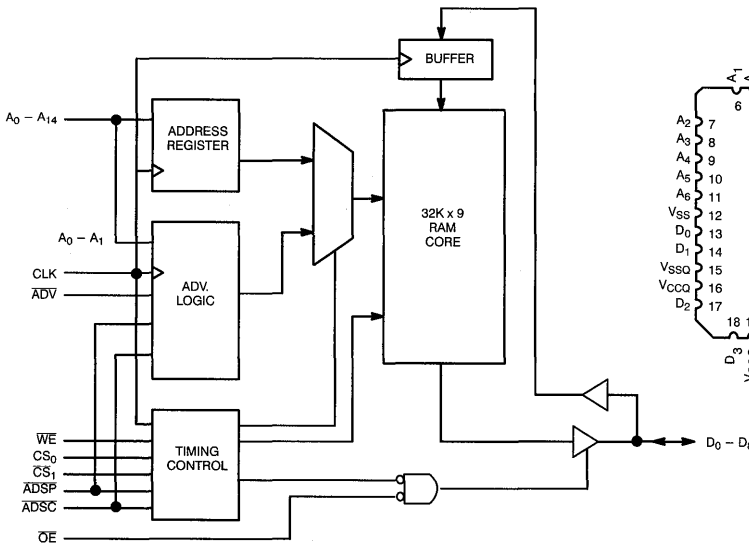 BUFFER
A0 – A14
ADDRESS
REGISTER
32K x 9
RAM
CORE
A0 – A1
CLK
ADV
ADV.
LOGIC
WE
CS0
CS1
ADSP
ADSC
TIMING
CONTROL
OE
D0 – D
A1
6
A2 7
A3 8
A4 9
A5 10
A6 11
VSS 12
D0 13
D1 14
VSSQ 15
VCCQ 16
D2 17
18
D3